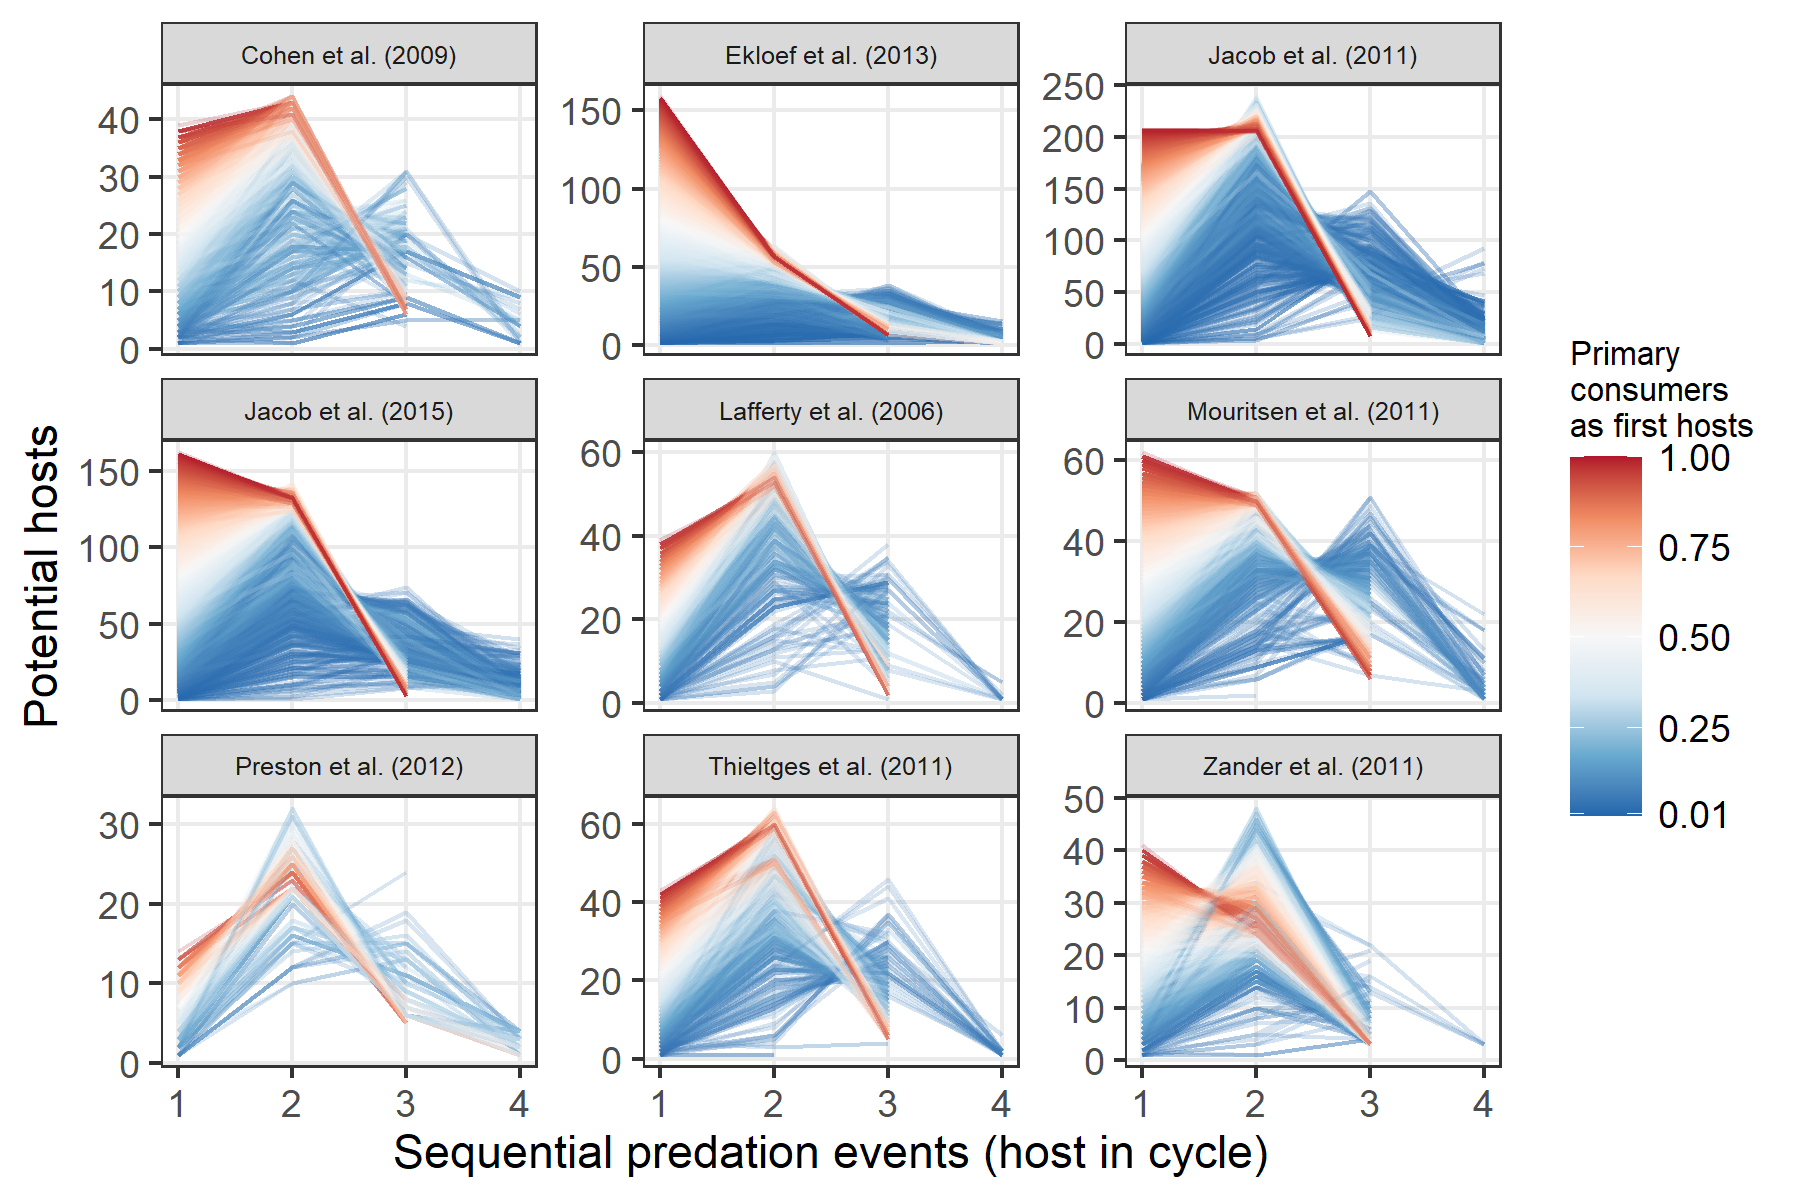 Cohen et al. (2009)
Ekloef et al. (2013)
Jacob et al. (2011)
40
30
20
10
0
150
100
50
0
250
200
150
100
50
0
Jacob et al. (2015)
Lafferty et al. (2006)
Mouritsen et al. (2011)
150
100
50
0
60
40
20
0
60
40
20
0
Preston et al. (2012)
Thieltges et al. (2011)
Zander et al. (2011)
30
20
10
0
60
40
20
0
50
40
30
20
10
0
1 2 3 4
1 2 3 4
1 2 3 4
Sequential predation events (host in cycle)
Potential hosts
Primary
consumers
as first hosts
1.00
0.75
0.50
0.25
0.01